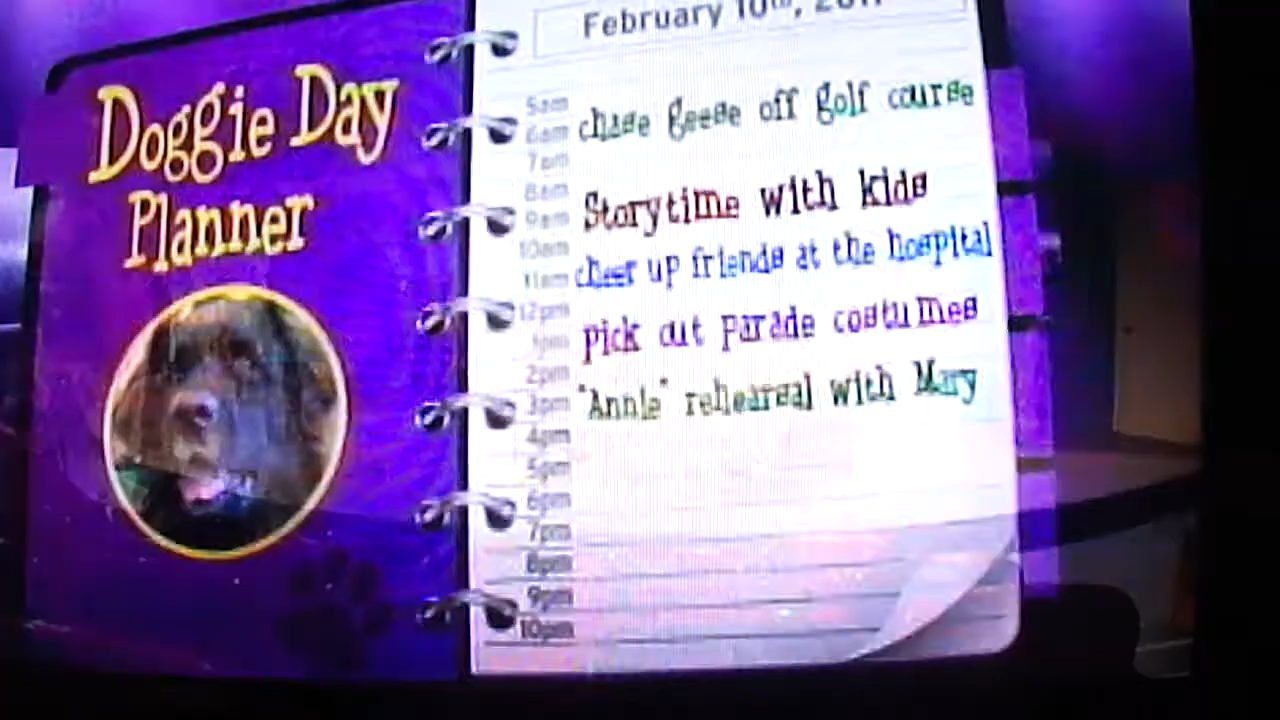 Doggie Day
Planner
February 10th,
5am
6am
7am
8am
9am
10am
11am
12pm
1pm
2pm
3pm
4pm
5pm
6pm
7pm
8pm
9pm
10pm
chase geese off golf course
Storytime with kids
cheer up friends at the hospital
pick out parade costumes
"Annie" rehearsal with Mary